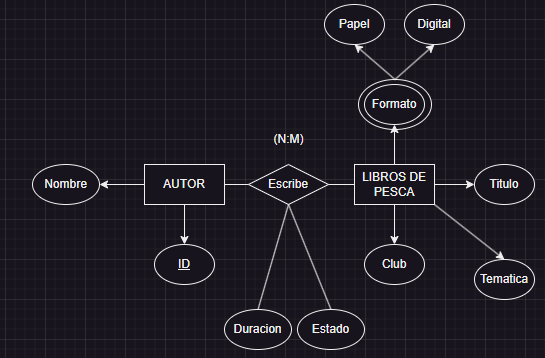 Papel
Digital
Formato
(N:M)
Nombre
AUTOR
Escribe
LIBROS DE
PESCA
Titulo
ID
Club
Tematica
Duracion
Estado